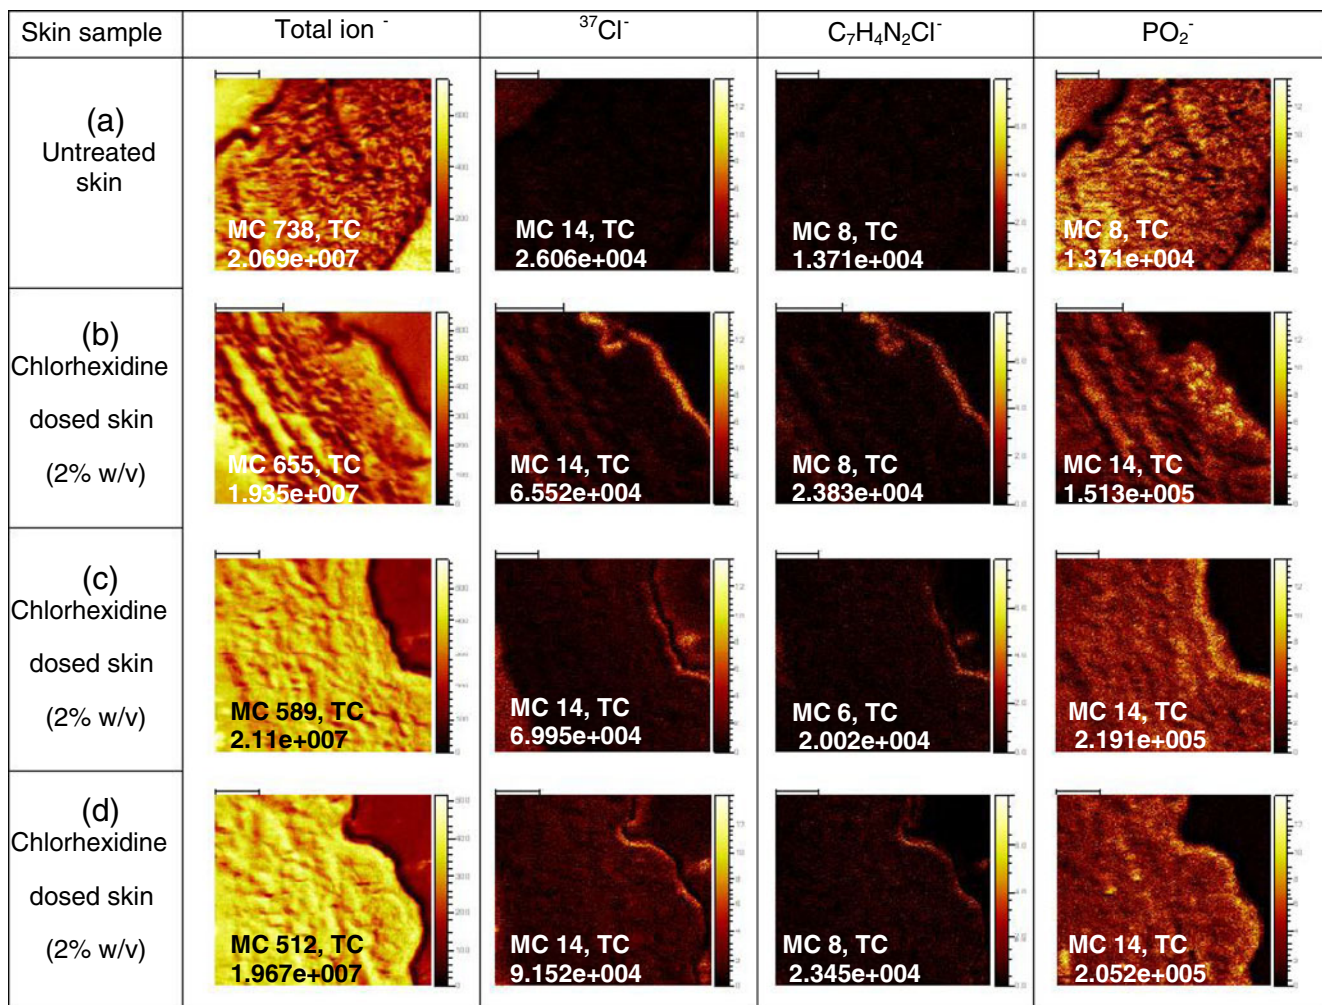 Skin sample
Total ion ⁻
³⁷Cl⁻
C₇H₄N₂Cl⁻
PO₂⁻
(a)
Untreated
skin
MC 738, TC
2.069e+007
MC 14, TC
2.606e+004
MC 8, TC
1.371e+004
MC 8, TC
1.371e+004
(b)
Chlorhexidine
dosed skin
(2% w/v)
MC 655, TC
1.935e+007
MC 14, TC
6.552e+004
MC 8, TC
2.383e+004
MC 14, TC
1.513e+005
(c)
Chlorhexidine
dosed skin
(2% w/v)
MC 589, TC
2.11e+007
MC 14, TC
6.995e+004
MC 6, TC
2.002e+004
MC 14, TC
2.191e+005
(d)
Chlorhexidine
dosed skin
(2% w/v)
MC 512, TC
1.967e+007
MC 14, TC
9.152e+004
MC 8, TC
2.345e+004
MC 14, TC
2.052e+005